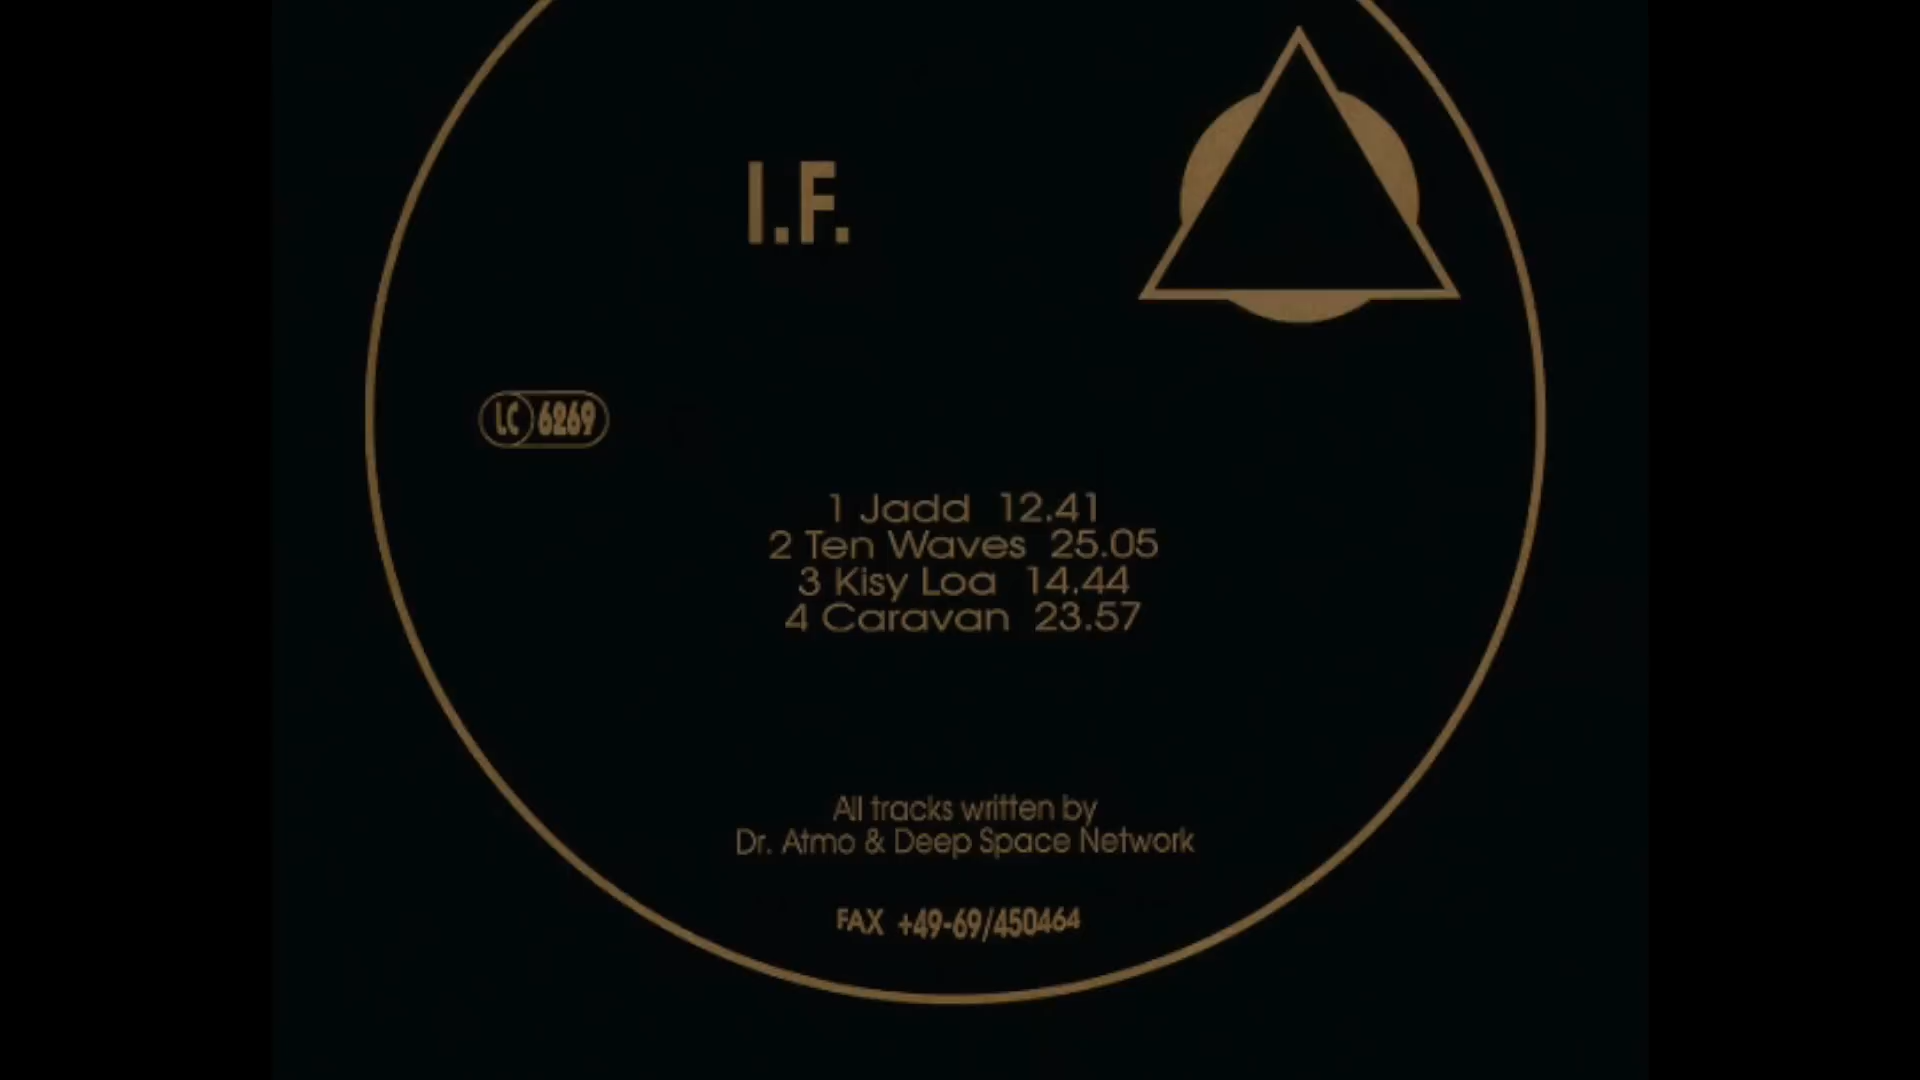 I.F.
LC 6269
1 Jadd 12.41
2 Ten Waves 25.05
3 Kisy Loa 14.44
4 Caravan 23.57
All tracks written by
Dr. Atmo & Deep Space Network
FAX +49-69/450464